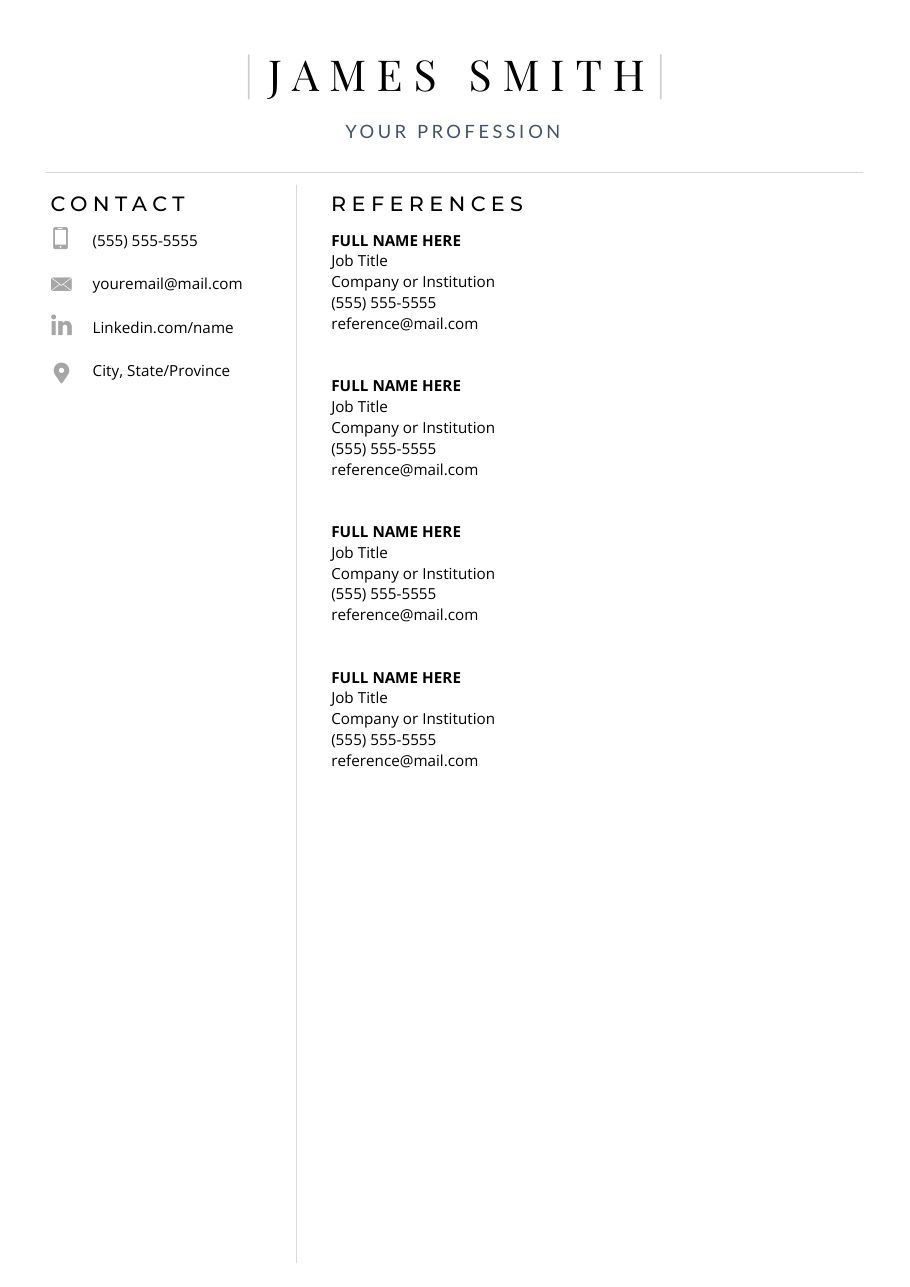 JAMES SMITH
YOUR PROFESSION
CONTACT
(555) 555-5555
youremail@mail.com
Linkedin.com/name
City, State/Province
REFERENCES
FULL NAME HERE
Job Title
Company or Institution
(555) 555-5555
reference@mail.com
FULL NAME HERE
Job Title
Company or Institution
(555) 555-5555
reference@mail.com
FULL NAME HERE
Job Title
Company or Institution
(555) 555-5555
reference@mail.com
FULL NAME HERE
Job Title
Company or Institution
(555) 555-5555
reference@mail.com